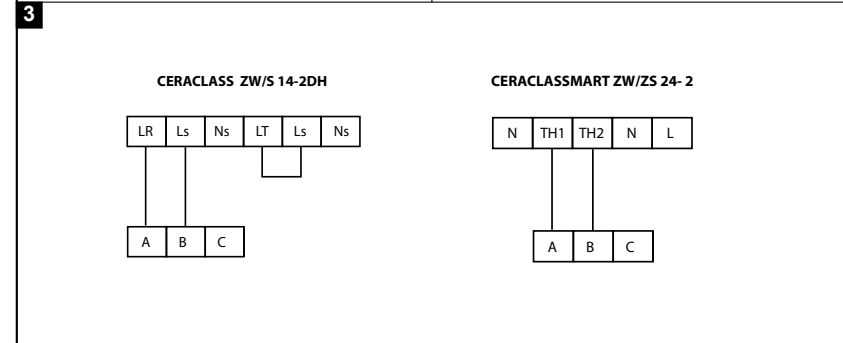 3
CERACLASS ZW/S 14-2DH
CERACLASSMART ZW/ZS 24- 2
LR Ls Ns LT Ls Ns
N TH1 TH2 N L
A B C
A B C